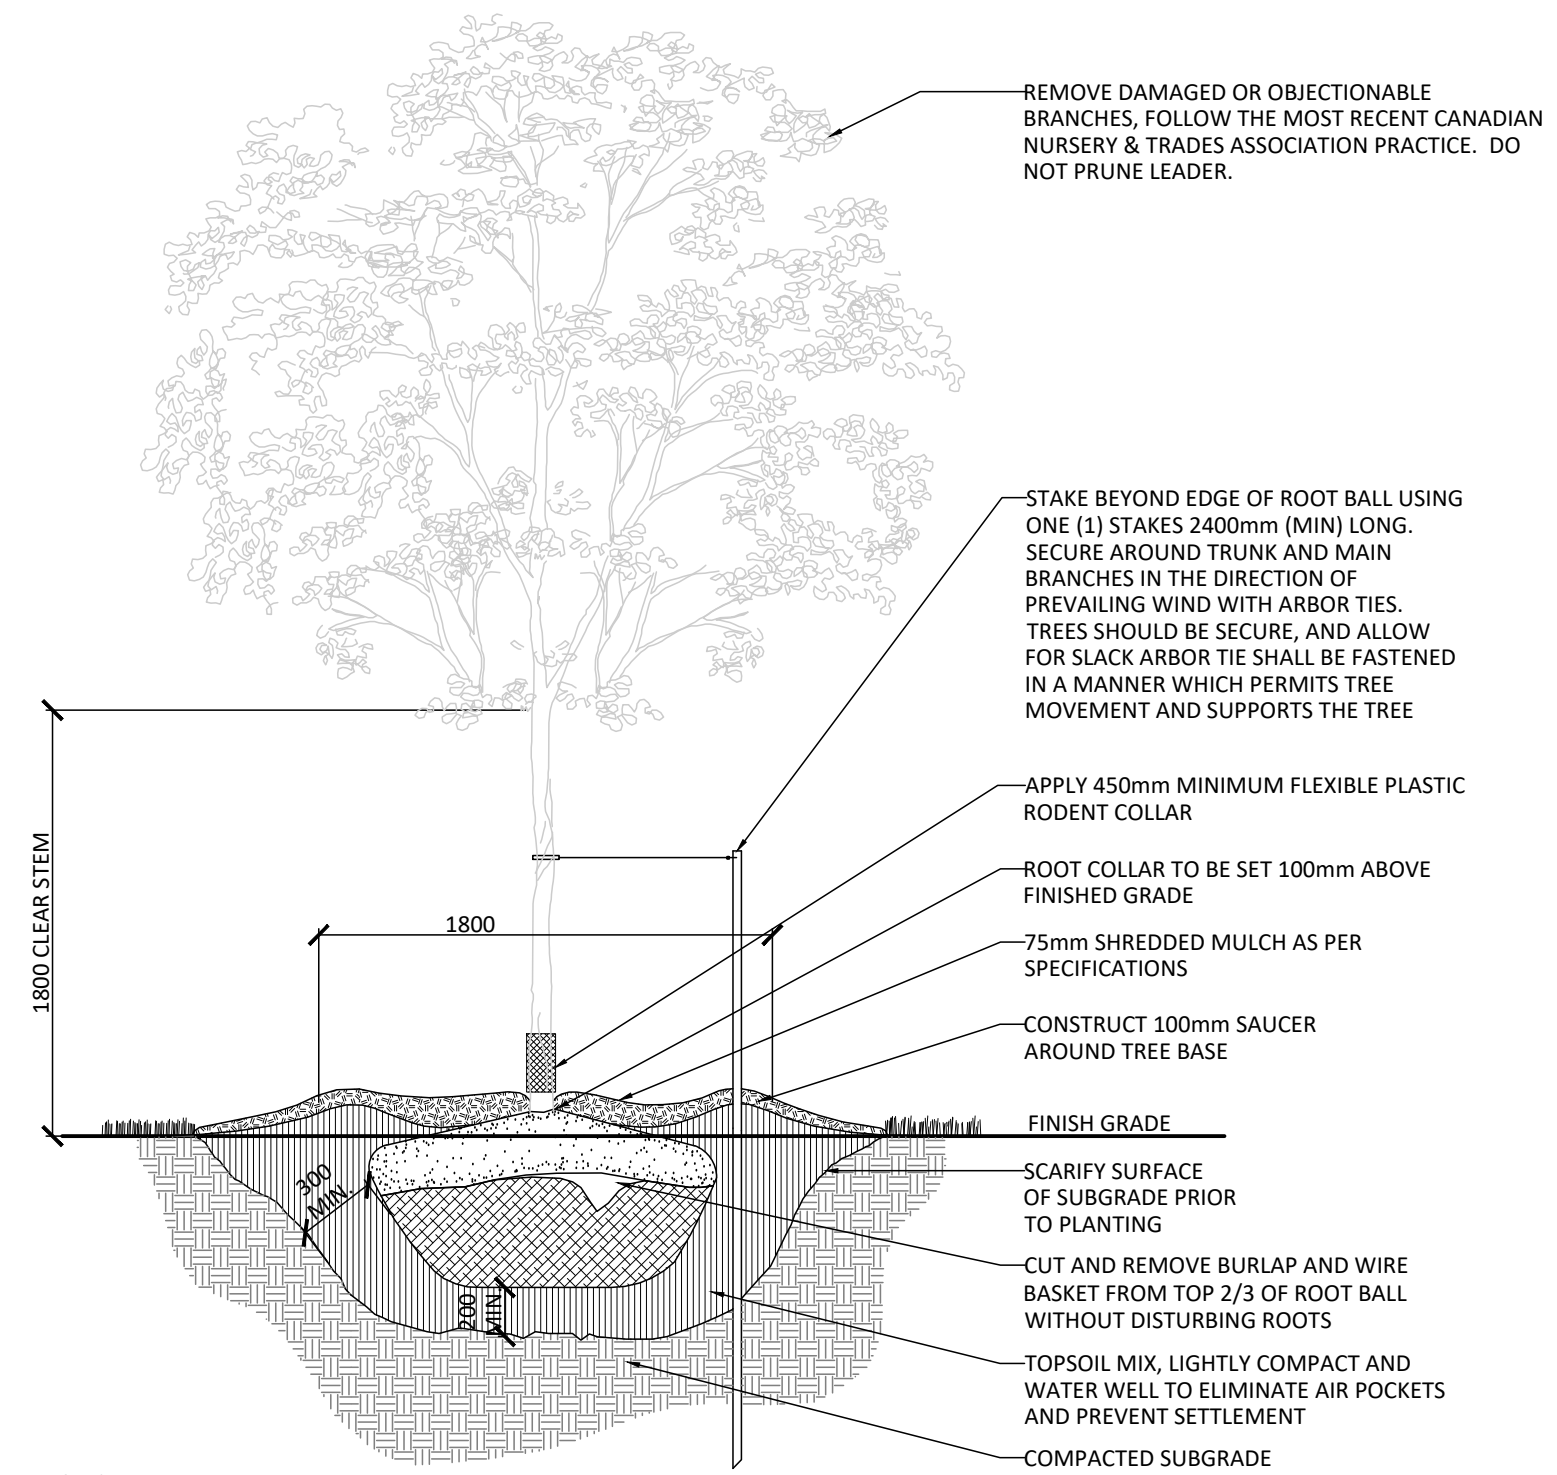 REMOVE DAMAGED OR OBJECTIONABLE
BRANCHES, FOLLOW THE MOST RECENT CANADIAN
NURSERY & TRADES ASSOCIATION PRACTICE.  DO
NOT PRUNE LEADER.
STAKE BEYOND EDGE OF ROOT BALL USING
ONE (1) STAKES 2400mm (MIN) LONG.
SECURE AROUND TRUNK AND MAIN
BRANCHES IN THE DIRECTION OF
PREVAILING WIND WITH ARBOR TIES.
TREES SHOULD BE SECURE, AND ALLOW
FOR SLACK ARBOR TIE SHALL BE FASTENED
IN A MANNER WHICH PERMITS TREE
MOVEMENT AND SUPPORTS THE TREE
APPLY 450mm MINIMUM FLEXIBLE PLASTIC
RODENT COLLAR
ROOT COLLAR TO BE SET 100mm ABOVE
FINISHED GRADE
75mm SHREDDED MULCH AS PER
SPECIFICATIONS
CONSTRUCT 100mm SAUCER
AROUND TREE BASE
FINISH GRADE
SCARIFY SURFACE
OF SUBGRADE PRIOR
TO PLANTING
CUT AND REMOVE BURLAP AND WIRE
BASKET FROM TOP 2/3 OF ROOT BALL
WITHOUT DISTURBING ROOTS
TOPSOIL MIX, LIGHTLY COMPACT AND
WATER WELL TO ELIMINATE AIR POCKETS
AND PREVENT SETTLEMENT
COMPACTED SUBGRADE
1800 CLEAR STEM
1800
300
MIN.
200
MIN.